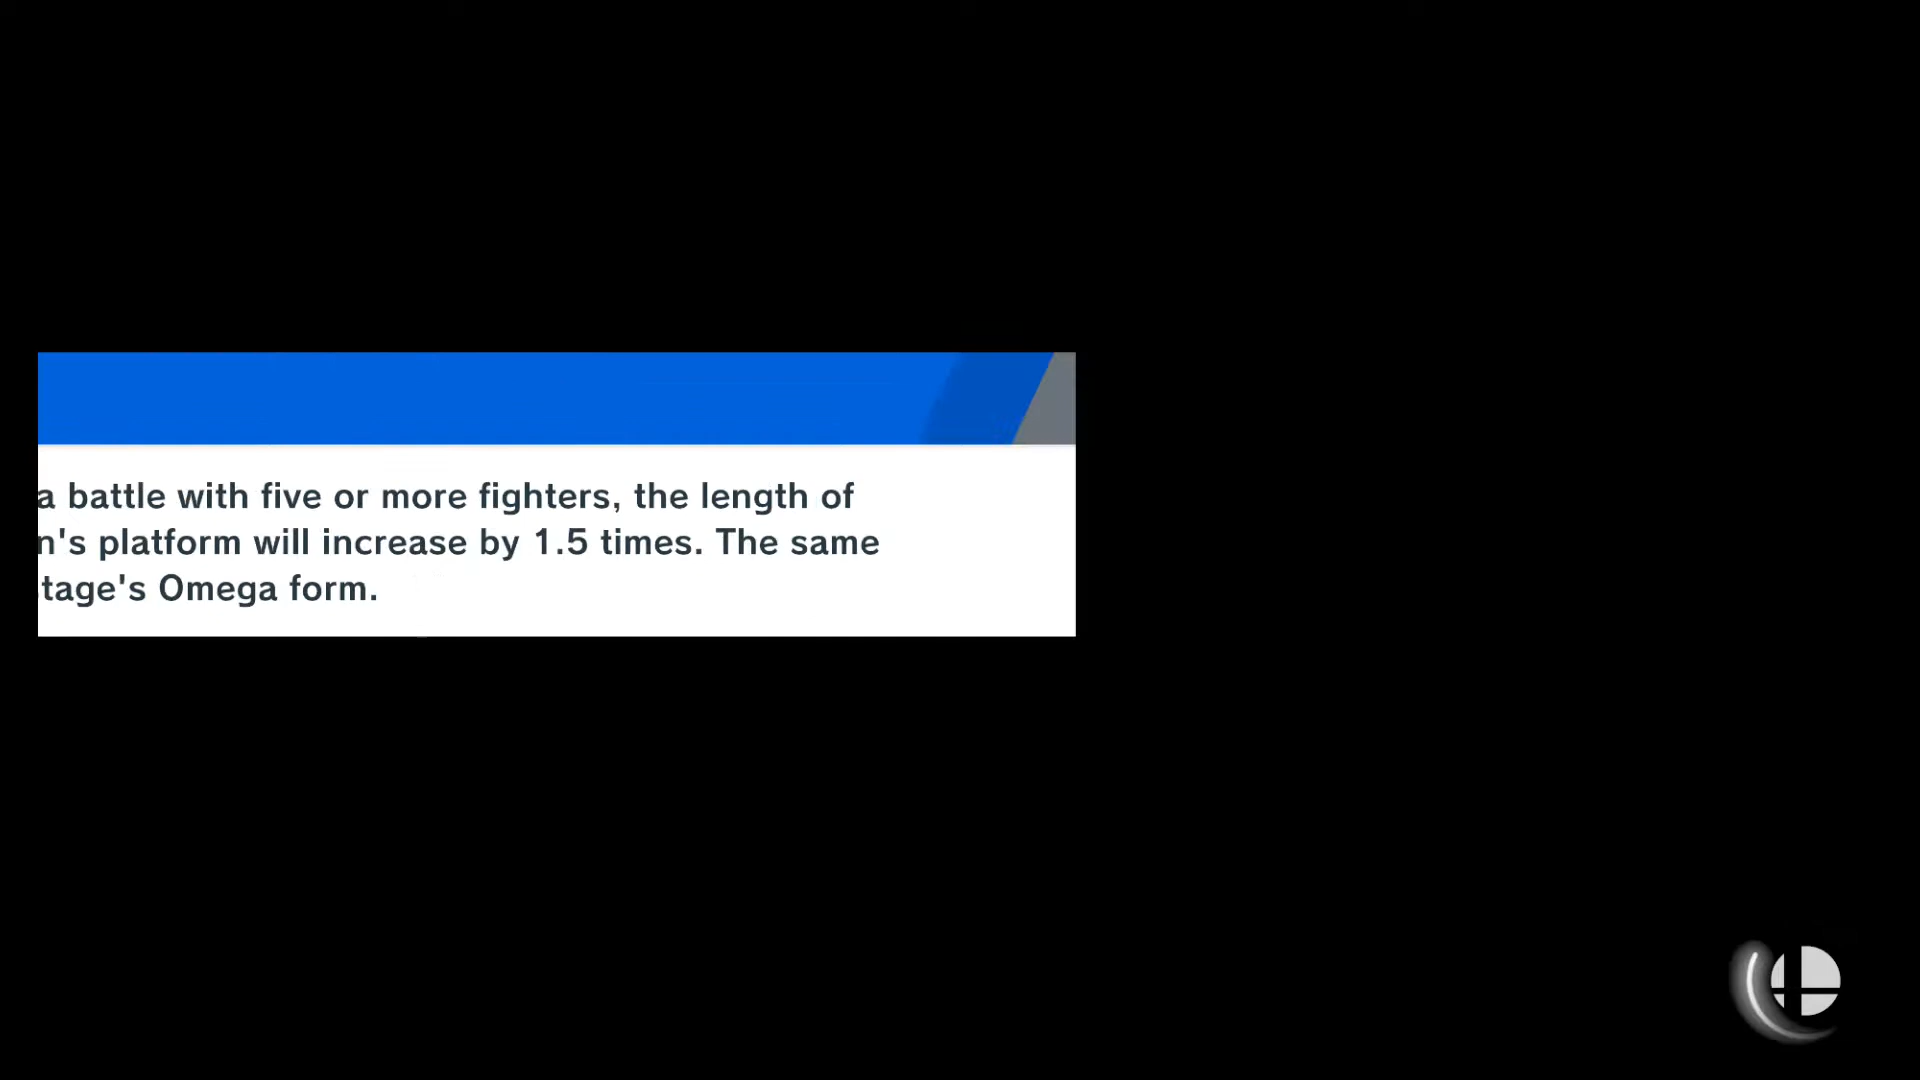 a battle with five or more fighters, the length of
n's platform will increase by 1.5 times. The same
tage's Omega form.